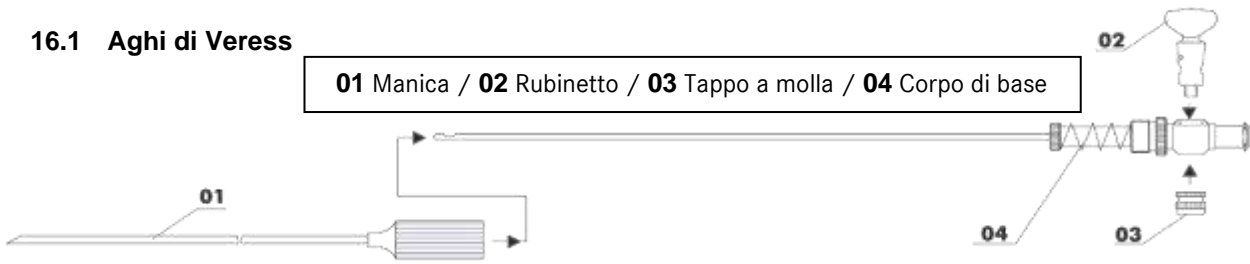 16.1 Aghi di Veress
01 Manica / 02 Rubinetto / 03 Tappo a molla / 04 Corpo di base
02
01
04
03